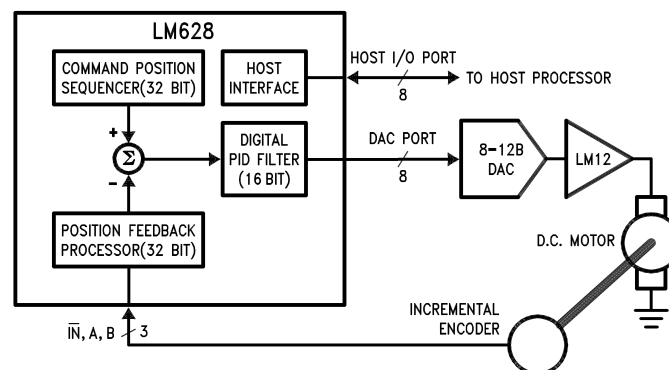 LM628
COMMAND POSITION
SEQUENCER(32 BIT)
HOST
INTERFACE
HOST I/O PORT
8
TO HOST PROCESSOR
+
Σ
-
DIGITAL
PID FILTER
(16 BIT)
DAC PORT
8
8-12B
DAC
LM12
POSITION FEEDBACK
PROCESSOR(32 BIT)
D.C. MOTOR
INCREMENTAL
ENCODER
I̅N̅, A, B
3